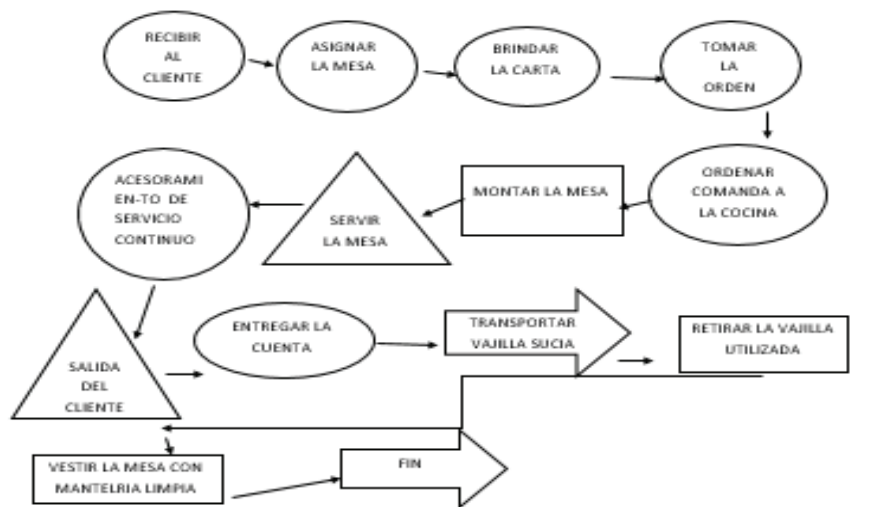 RECIBIR
AL
CLIENTE
ASIGNAR
LA MESA
BRINDAR
LA CARTA
TOMAR
LA
ORDEN
ORDENAR
COMANDA A
LA COCINA
MONTAR LA MESA
SERVIR
LA MESA
ACESORAMI
EN-TO DE
SERVICIO
CONTINUO
SALIDA
DEL
CLIENTE
ENTREGAR LA
CUENTA
TRANSPORTAR
VAJILLA SUCIA
RETIRAR LA VAJILLA
UTILIZADA
VESTIR LA MESA CON
MANTELRIA LIMPIA
FIN